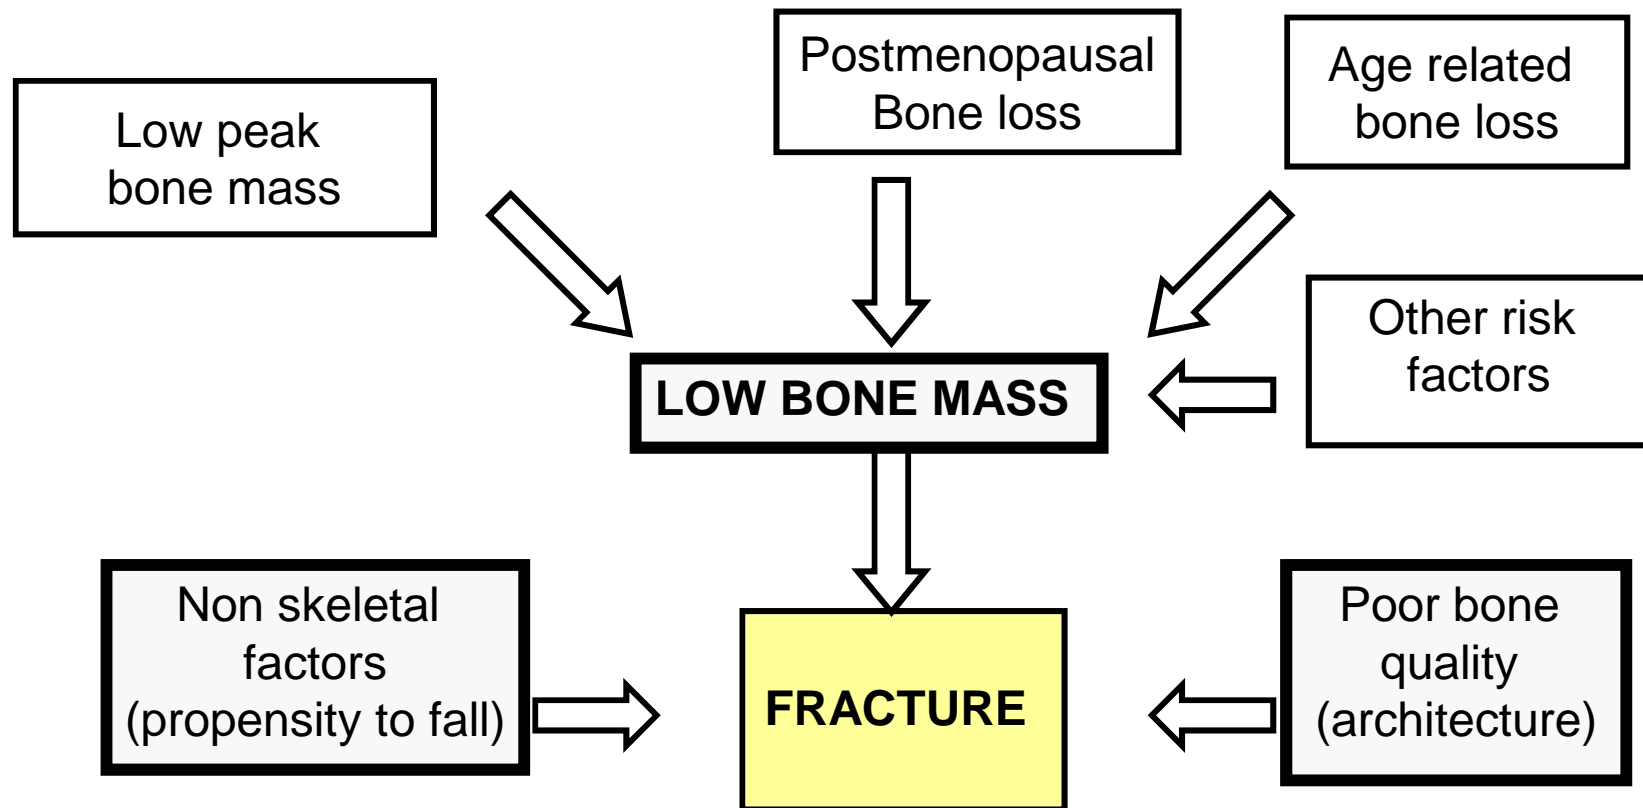 Postmenopausal
Bone loss
Age related
bone loss
Low peak
bone mass
Other risk
factors
LOW BONE MASS
Non skeletal
factors
(propensity to fall)
FRACTURE
Poor bone
quality
(architecture)